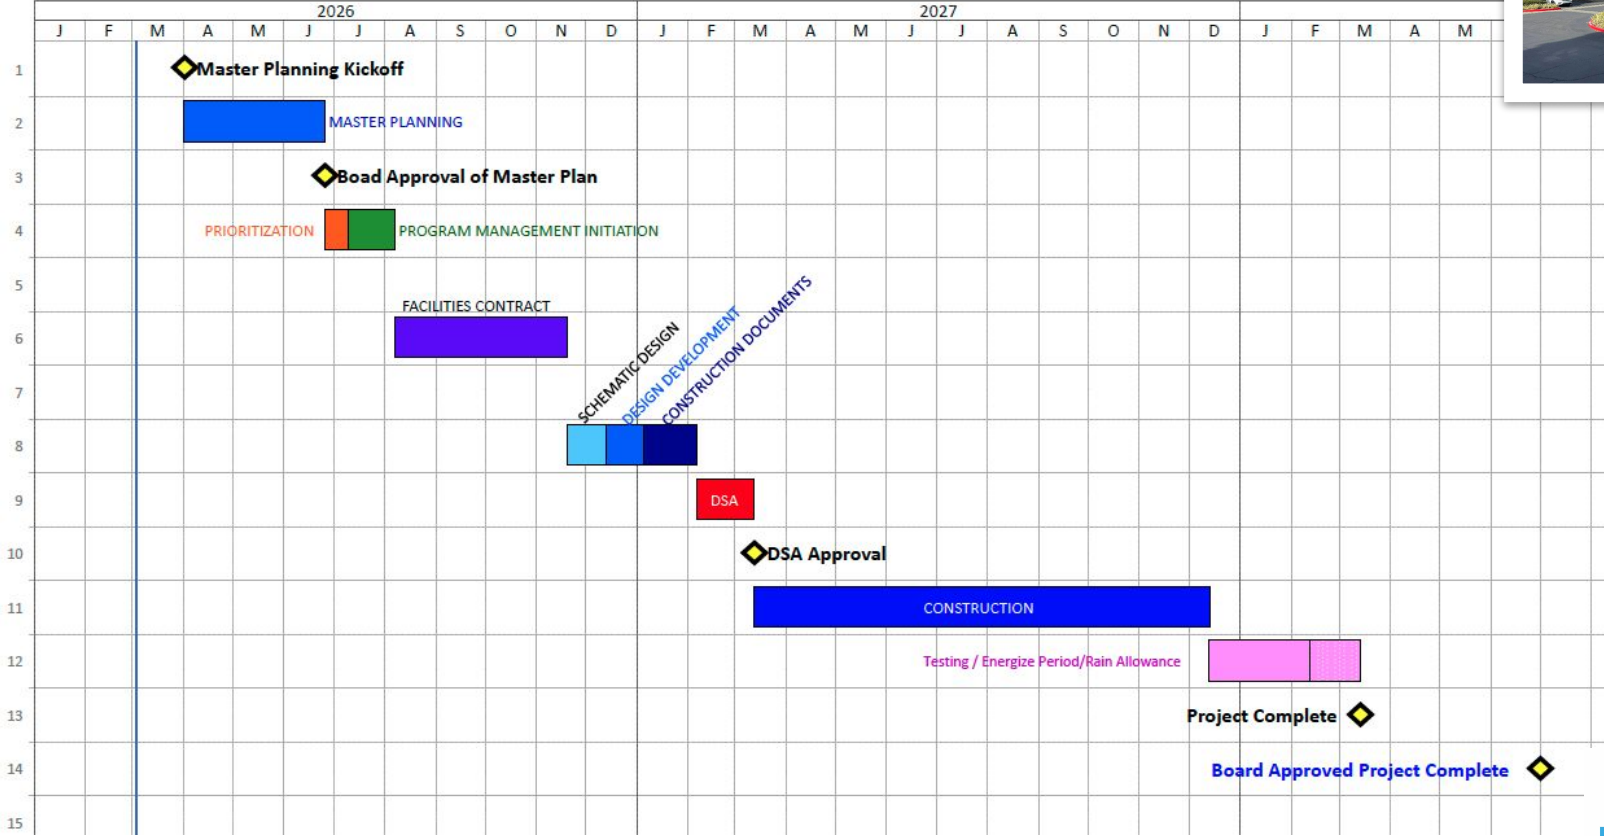 2026 2027
J F M A M J J A S O N D J F M A M J J A S O N D J F M A M
1 Master Planning Kickoff
2 MASTER PLANNING
3 Boad Approval of Master Plan
4 PRIORITIZATION PROGRAM MANAGEMENT INITIATION
5
FACILITIES CONTRACT
6
SCHEMATIC DESIGN
DESIGN DEVELOPMENT
CONSTRUCTION DOCUMENTS
7
8
9 DSA
10 DSA Approval
11 CONSTRUCTION
12 Testing / Energize Period/Rain Allowance
13 Project Complete
14 Board Approved Project Complete
15